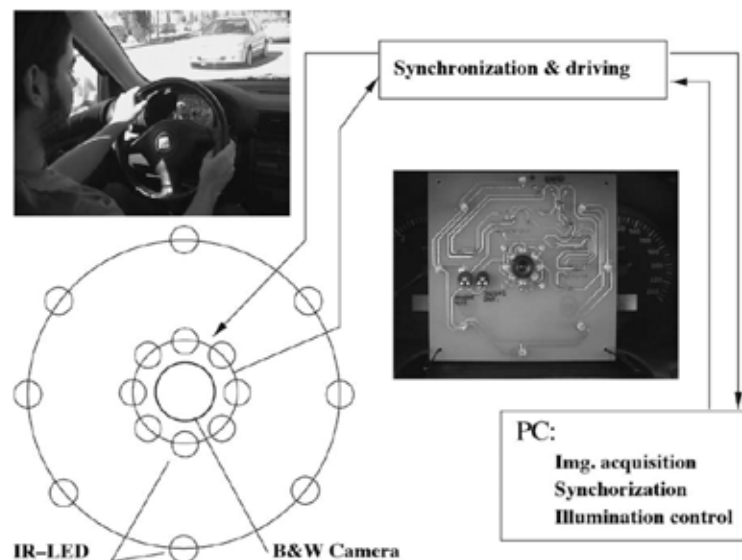 Synchronization & driving
PC:
Img. acquisition
Synchorization
Illumination control
IR-LED
B&W Camera